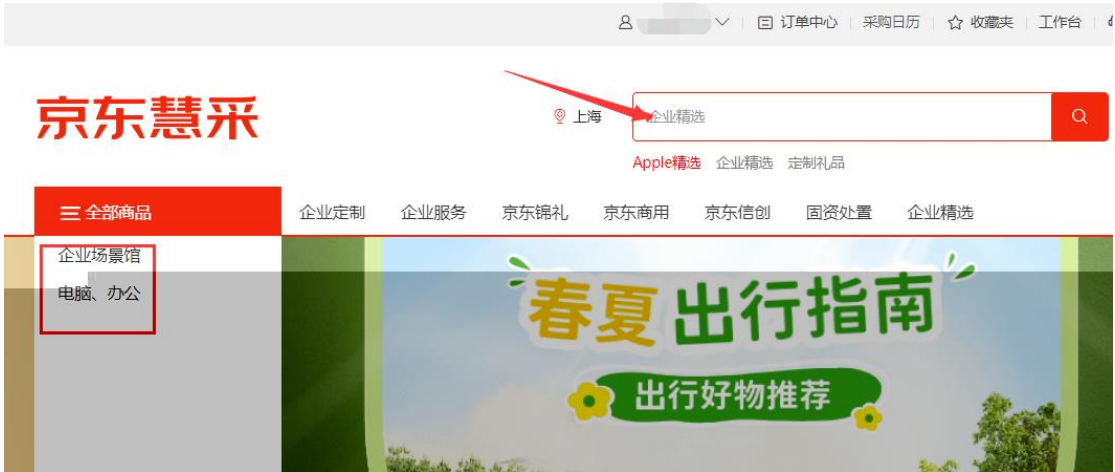 订单中心 采购日历 收藏夹 工作台
京东慧采
上海 企业精选
Apple精选 企业精选 定制礼品
全部商品 企业定制 企业服务 京东锦礼 京东商用 京东信创 固资处置 企业精选
企业场景馆
电脑、办公
春夏出行指南
出行好物推荐